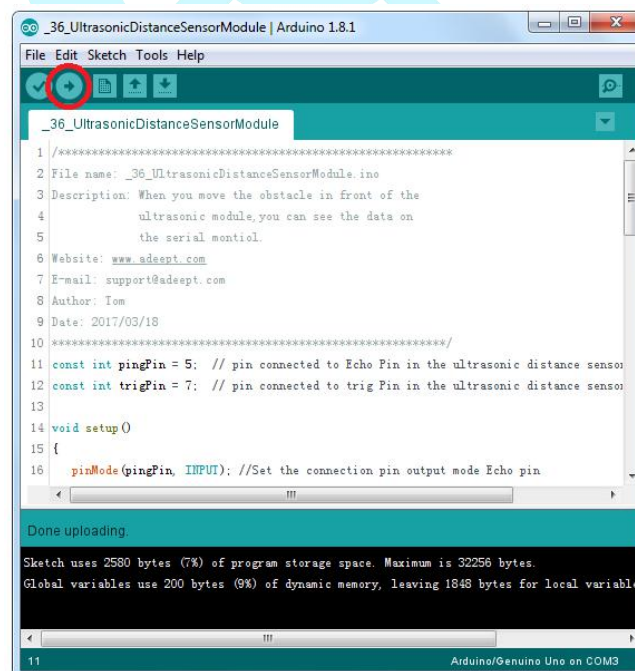 _36_UltrasonicDistanceSensorModule | Arduino 1.8.1
File Edit Sketch Tools Help
_36_UltrasonicDistanceSensorModule
1 /***********************************************************
2 File name: _36_UltrasonicDistanceSensorModule.ino
3 Description: When you move the obstacle in front of the
4 ultrasonic module,you can see the data on
5 the serial montiol.
6 Website: www.adeept.com
7 E-mail: support@adeept.com
8 Author: Tom
9 Date: 2017/03/18
10 ***********************************************************/
11 const int pingPin = 5; // pin connected to Echo Pin in the ultrasonic distance sensor
12 const int trigPin = 7; // pin connected to trig Pin in the ultrasonic distance sensor
13
14 void setup()
15 {
16 pinMode(pingPin, INPUT); //Set the connection pin output mode Echo pin
Done uploading.
Sketch uses 2580 bytes (7%) of program storage space. Maximum is 32256 bytes.
Global variables use 200 bytes (9%) of dynamic memory, leaving 1848 bytes for local variabl
11 Arduino/Genuino Uno on COM3